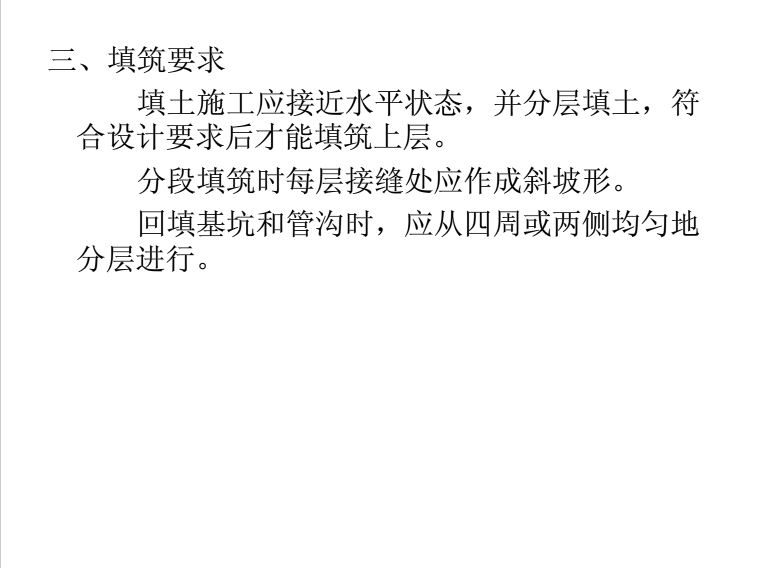 三、填筑要求
填土施工应接近水平状态，并分层填土，符
合设计要求后才能填筑上层。
分段填筑时每层接缝处应作成斜坡形。
回填基坑和管沟时，应从四周或两侧均匀地
分层进行。